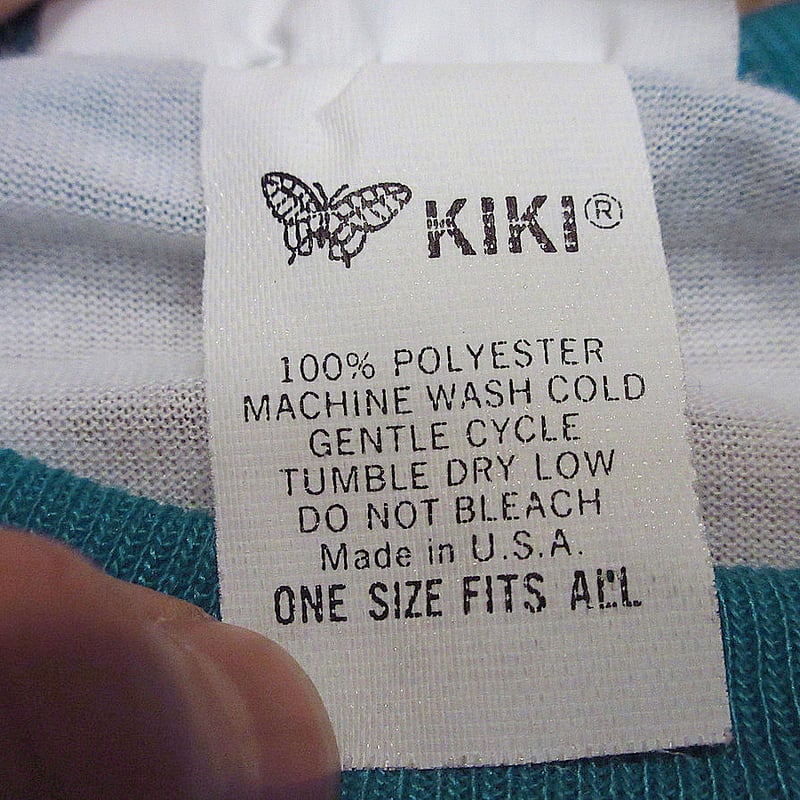 KIKI®
100% POLYESTER
MACHINE WASH COLD
GENTLE CYCLE
TUMBLE DRY LOW
DO NOT BLEACH
Made in U.S.A.
ONE SIZE FITS ALL